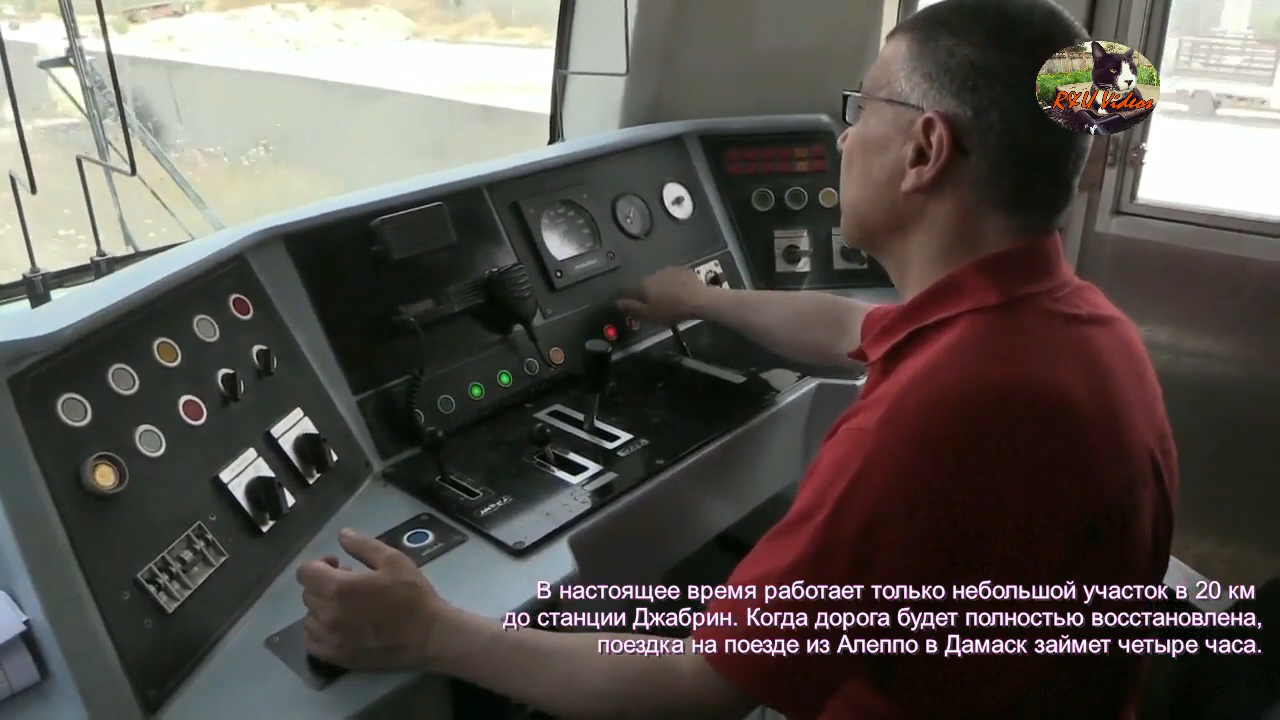 R&U Videos
В настоящее время работает только небольшой участок в 20 км
до станции Джабрин. Когда дорога будет полностью восстановлена,
поездка на поезде из Алеппо в Дамаск займет четыре часа.